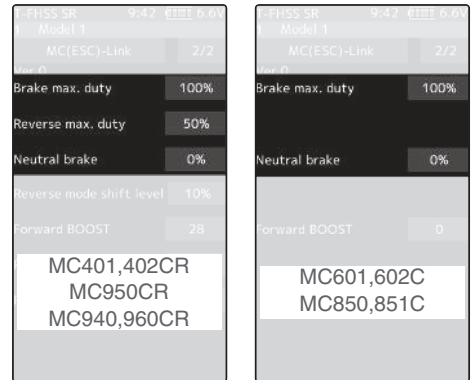 T-FHSS SR 9:42 6.6V
1 Model 1
MC(ESC)-Link 2/2
Ver.0
Brake max. duty 100%
Reverse max. duty 50%
Neutral brake 0%
Reverse mode shift level 10%
Forward BOOST 28
MC401,402CR
MC950CR
MC940,960CR
T-FHSS SR 9:42 6.6V
1 Model 1
MC(ESC)-Link 2/2
Ver.0
Brake max. duty 100%
Neutral brake 0%
Forward BOOST 0
MC601,602C
MC850,851C